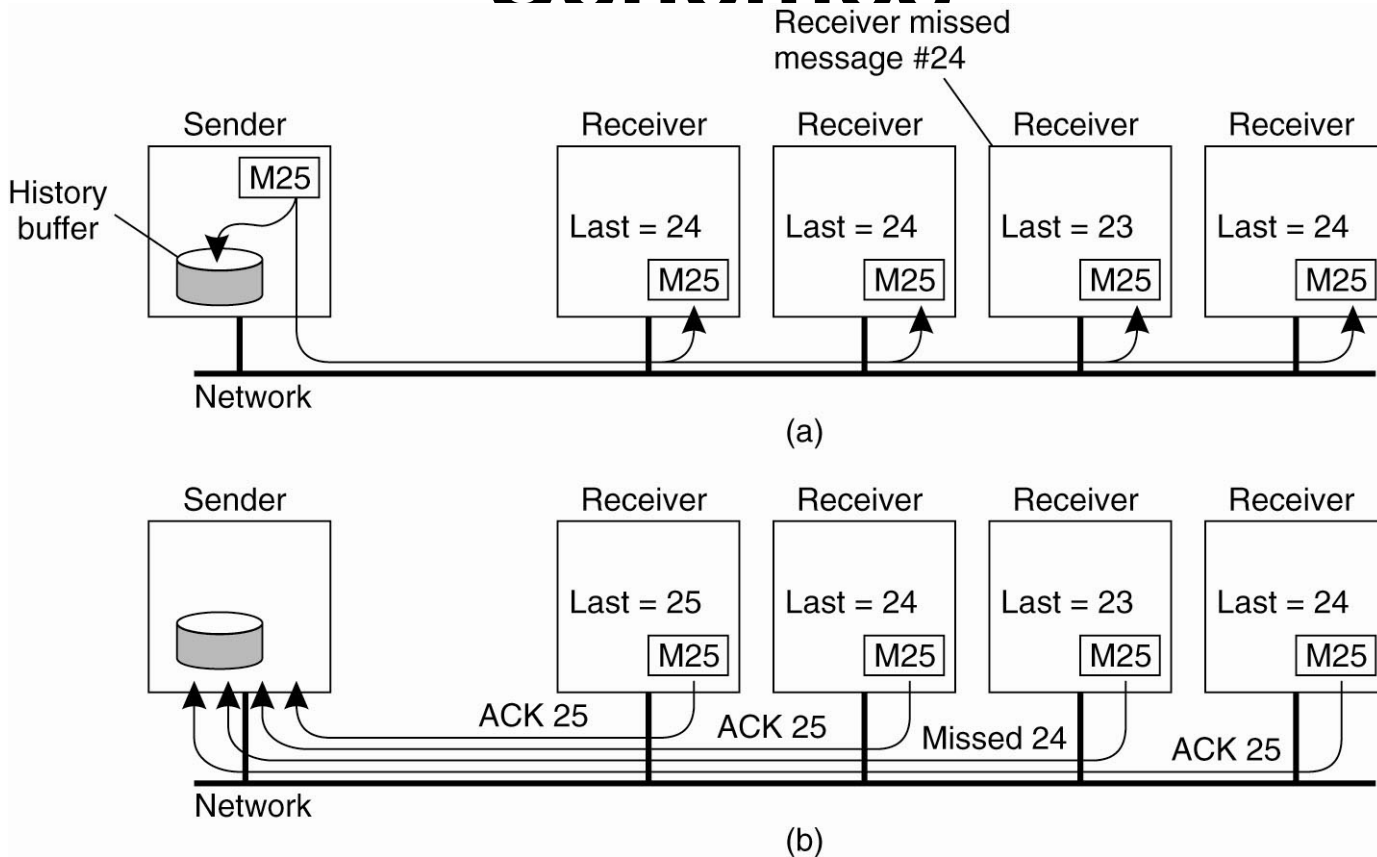 Receiver missed
message #24
Sender
Receiver
Receiver
Receiver
Receiver
History
buffer
M25
Last = 24
Last = 24
Last = 23
Last = 24
M25
M25
M25
M25
Network
(a)
Sender
Receiver
Receiver
Receiver
Receiver
Last = 25
Last = 24
Last = 23
Last = 24
M25
M25
M25
M25
ACK 25
ACK 25
Missed 24
ACK 25
Network
(b)